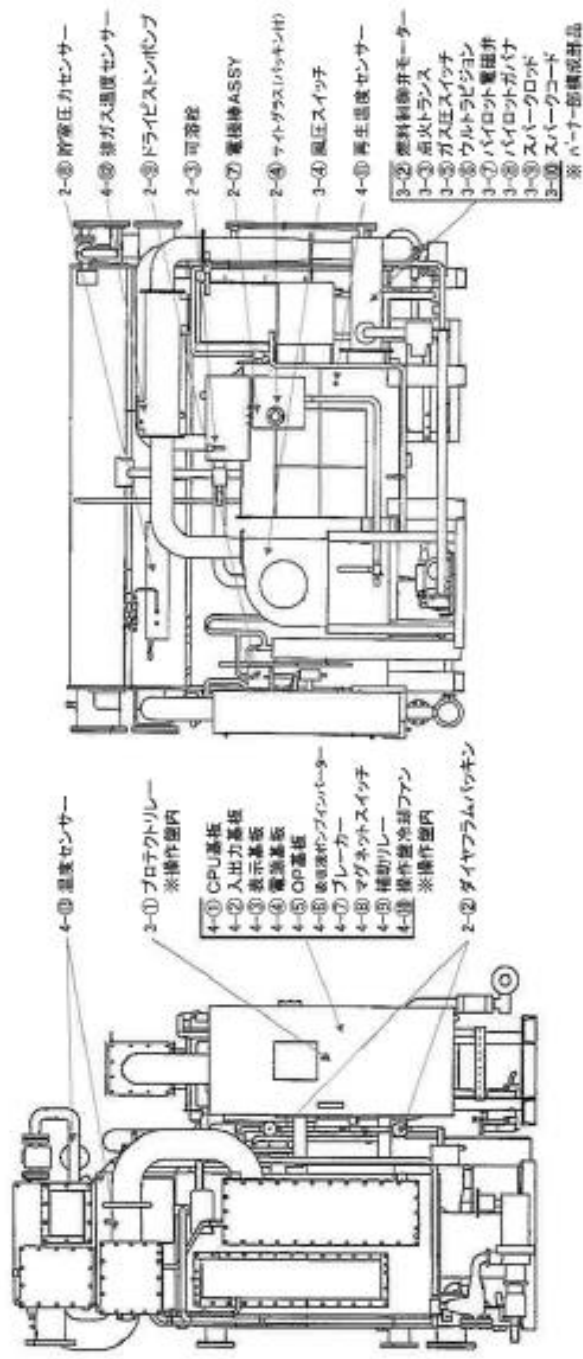 4-⑬ 温度センサー
3-① プロテクトリレー
※操作盤内
4-① CPU基板
4-② 入出力基板
4-③ 表示基板
4-④ 電源基板
4-⑤ OP基板
4-⑥ 吸収液ポンプインバーター
4-⑦ ブレーカー
4-⑧ マグネットスイッチ
4-⑨ 補助リレー
4-⑩ 操作盤冷却ファン
※操作盤内
2-② ダイヤフラムパッキン
2-⑧ 貯室圧力センサー
4-⑫ 排ガス温度センサー
2-⑨ ドライピストンポンプ
2-③ 可溶栓
2-⑦ 電極棒ASSY
2-④ サイトグラス(パッキン付)
3-④ 風圧スイッチ
4-⑪ 再生温度センサー
3-② 燃料制御弁モーター
3-③ 点火トランス
3-⑤ ガス圧スイッチ
3-⑥ ウルトラビジョン
3-⑦ パイロット電磁弁
3-⑧ パイロットガバナ
3-⑨ スパークロッド
3-⑩ スパークコード
※ バーナー部構成部品